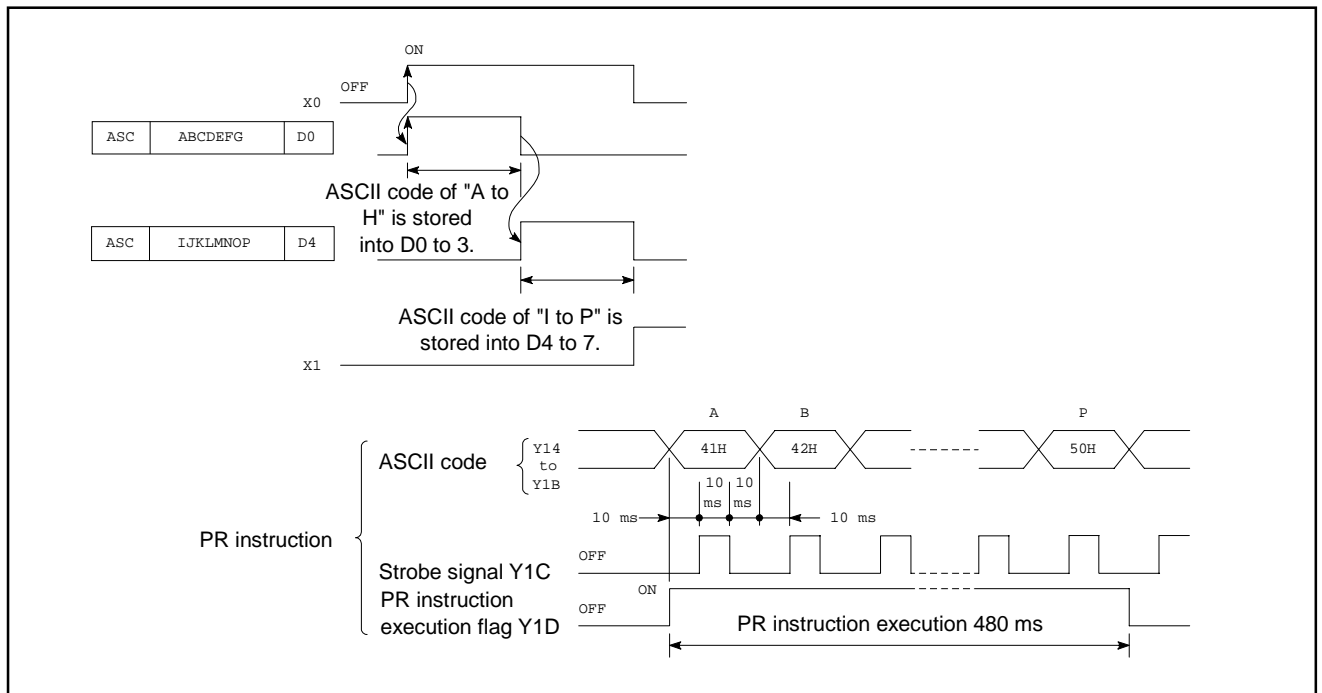 ON
OFF
X0
ASC ABCDEFG D0
ASCII code of "A to
H" is stored
into D0 to 3.
ASC IJKLMNOP D4
ASCII code of "I to P" is
stored into D4 to 7.
X1
A B P
ASCII code Y14 to Y1B 41H 42H 50H
10 ms 10 ms
10 ms 10 ms
PR instruction
OFF
Strobe signal Y1C
ON
PR instruction
execution flag Y1D
OFF
PR instruction execution 480 ms